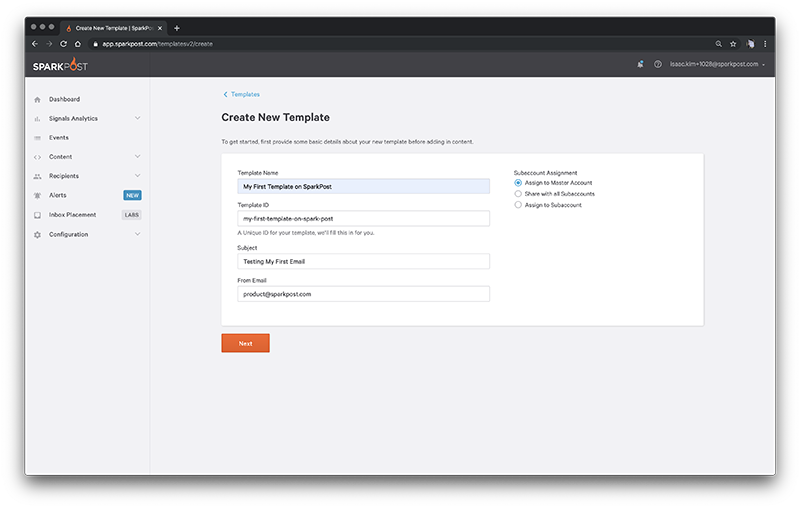 Create New Template | SparkPos
app.sparkpost.com/templatesv2/create
SPARKPOST
isaac.kim+1028@sparkpost.com
Dashboard
Signals Analytics
Events
Content
Recipients
Alerts NEW
Inbox Placement LABS
Configuration
Templates
Create New Template
To get started, first provide some basic details about your new template before adding in content.
Template Name
My First Template on SparkPost
Template ID
my-first-template-on-spark-post
A Unique ID for your template, we'll fill this in for you.
Subject
Testing My First Email
From Email
product@sparkpost.com
Subaccount Assignment
Assign to Master Account
Share with all Subaccounts
Assign to Subaccount
Next